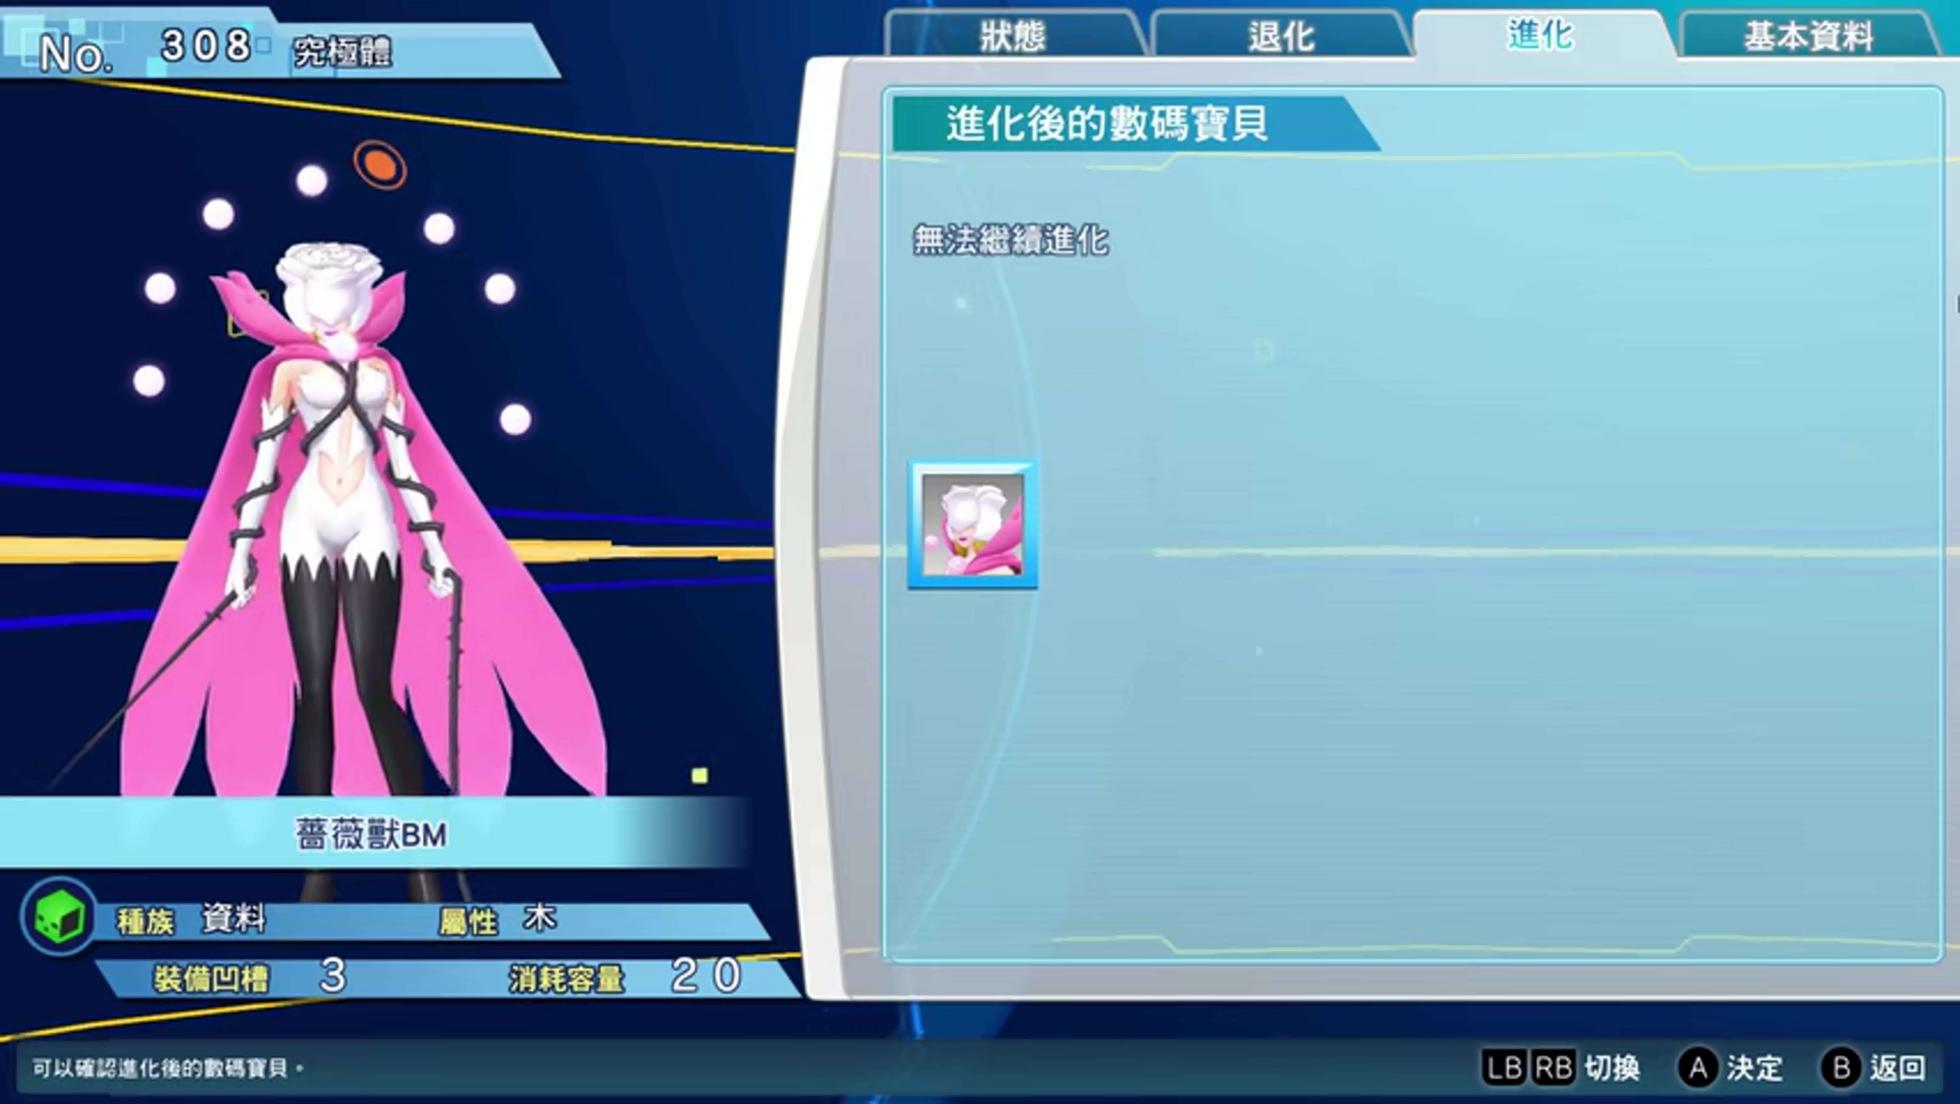 No. 308 究極體
狀態 退化 進化 基本資料
進化後的數碼寶貝
無法繼續進化
薔薇獸BM
種族 資料 屬性 木
裝備凹槽 3 消耗容量 20
可以確認進化後的數碼寶貝。
LB RB 切換 A 決定 B 返回